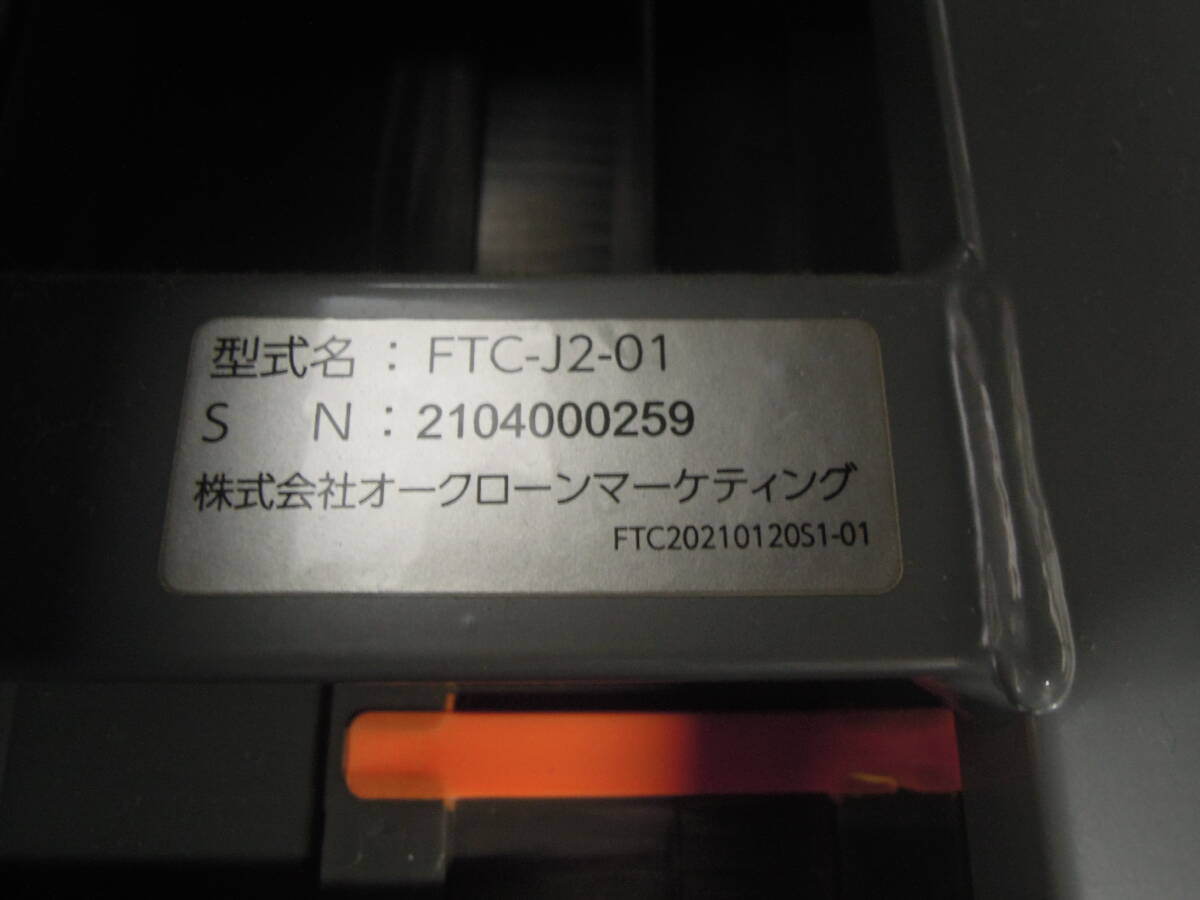 型式名：FTC-J2-01
S N：2104000259
株式会社オークローンマーケティング
FTC20210120S1-01